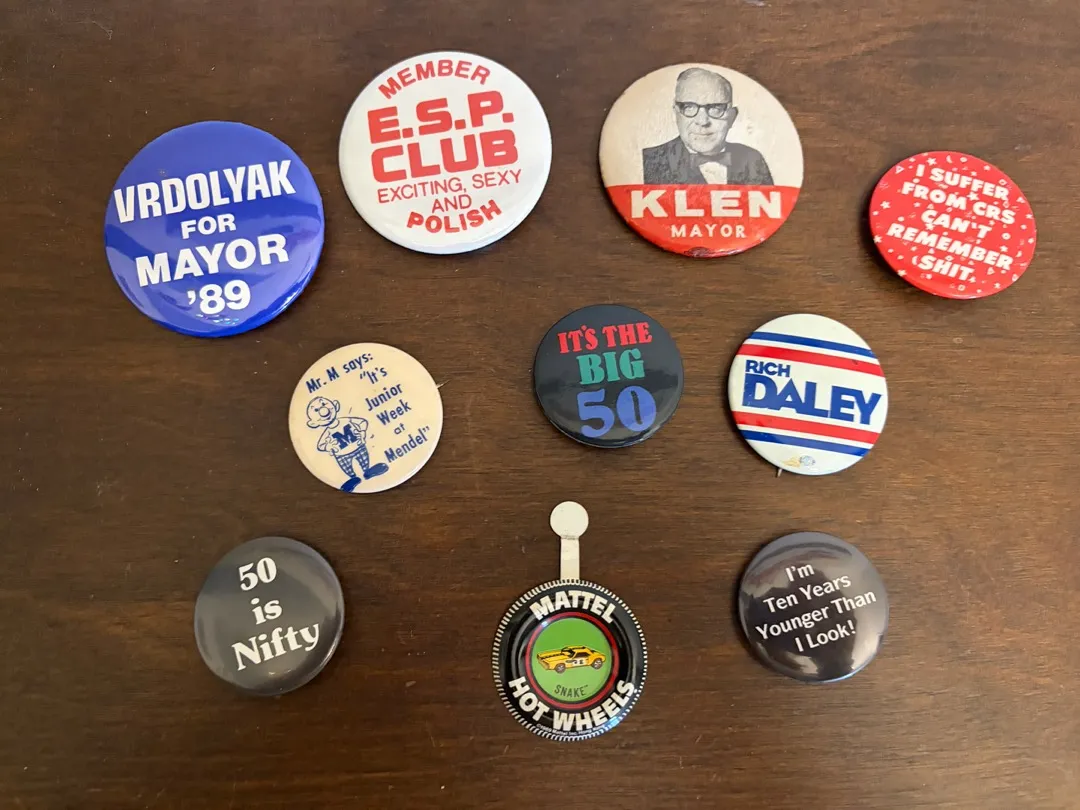 VRDOLYAK
FOR
MAYOR
'89
MEMBER
E.S.P.
CLUB
EXCITING, SEXY
AND
POLISH
KLEN
MAYOR
I SUFFER
FROM CRS
CAN'T
REMEMBER
SHIT.
Mr. M says:
"It's
Junior
Week
at
Mendel"
M
IT'S THE
BIG
50
RICH
DALEY
50
is
Nifty
MATTEL
SNAKE™
HOT WHEELS
I'm
Ten Years
Younger Than
I Look!